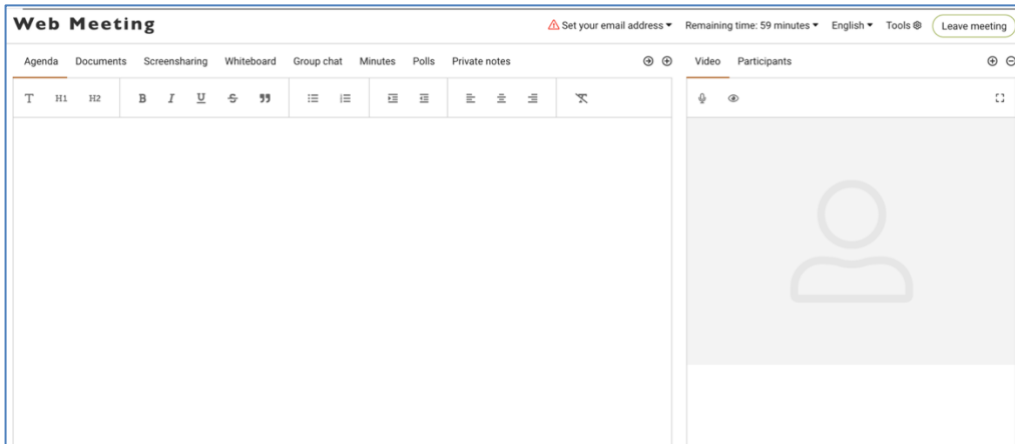 Web Meeting
Set your email address Remaining time: 59 minutes English Tools Leave meeting
Agenda Documents Screensharing Whiteboard Group chat Minutes Polls Private notes Video Participants
T H1 H2 B I U S